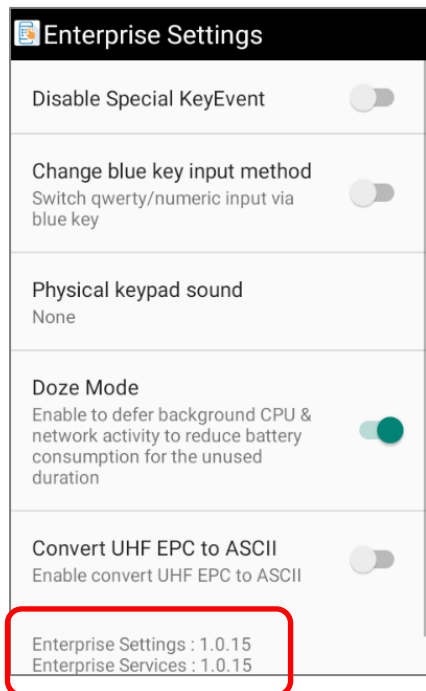 Enterprise Settings
Disable Special KeyEvent
Change blue key input method
Switch qwerty/numeric input via
blue key
Physical keypad sound
None
Doze Mode
Enable to defer background CPU &
network activity to reduce battery
consumption for the unused
duration
Convert UHF EPC to ASCII
Enable convert UHF EPC to ASCII
Enterprise Settings : 1.0.15
Enterprise Services : 1.0.15